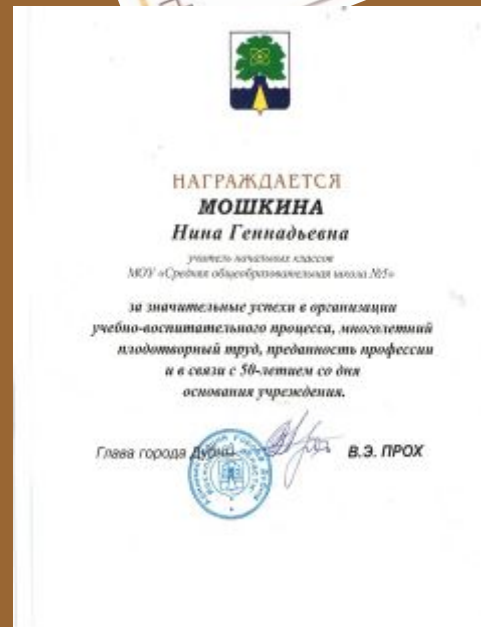 НАГРАЖДАЕТСЯ
МОШКИНА
Нина Геннадьевна
учитель начальных классов
МОУ «Средняя общеобразовательная школа №5»
за значительные успехи в организации
учебно-воспитательного процесса, многолетний
плодотворный труд, преданность профессии
и в связи с 50-летием со дня
основания учреждения.
Глава города Дубны В.Э. ПРОХ